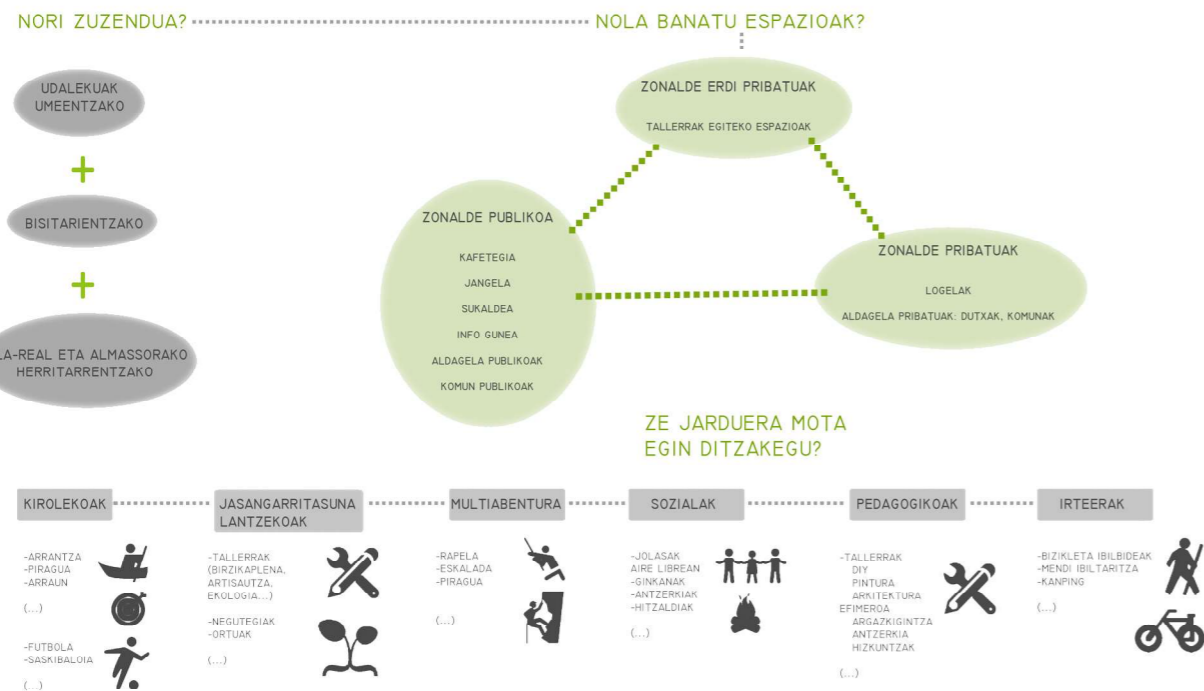 NORI ZUZENDUA?
NOLA BANATU ESPAZIOAK?
UDALEKUAK
UMEENTZAKO
BISITARIENTZAKO
LA-REAL ETA ALMASSORAKO
HERRITARRENTZAKO
ZONALDE ERDI PRIBATUAK
TALLERRAK EGITEKO ESPAZIOAK
ZONALDE PUBLIKOA
KAFETEGIA
JANGELA
SUKALDEA
INFO GUNEA
ALDAGELA PUBLIKOAK
KOMUN PUBLIKOAK
ZONALDE PRIBATUAK
LOGELAK
ALDAGELA PRIBATUAK: DUTXAK, KOMUNAK
ZE JARDUERA MOTA
EGIN DITZAKEGU?
KIROLEKOAK
-ARRANTZA
-PIRAGUA
-ARRAUN
(...)
-FUTBOLA
-SASKIBALOIA
(...)
JASANGARRITASUNA
LANTZEKOAK
-TALLERRAK
(BIRZIKAPLENA,
ARTISAUTZA,
EKOLOGIA...)
-NEGUTEGIAK
-ORTUAK
(...)
MULTIABENTURA
-RAPELA
-ESKALADA
-PIRAGUA
(...)
SOZIALAK
-JOLASAK
AIRE LIBREAN
-GINKANAK
-ANTZERKIAK
-HITZALDIAK
(...)
PEDAGOGIKOAK
-TALLERRAK
DIY
PINTURA
ARKITEKTURA
EFIMEROA
ARGAZKIGINTZA
ANTZERKIA
HIZKUNTZAK
(...)
IRTEERAK
-BIZIKLETA IBILBIDEAK
-MENDI IBILTARITZA
-KANPING
(...)